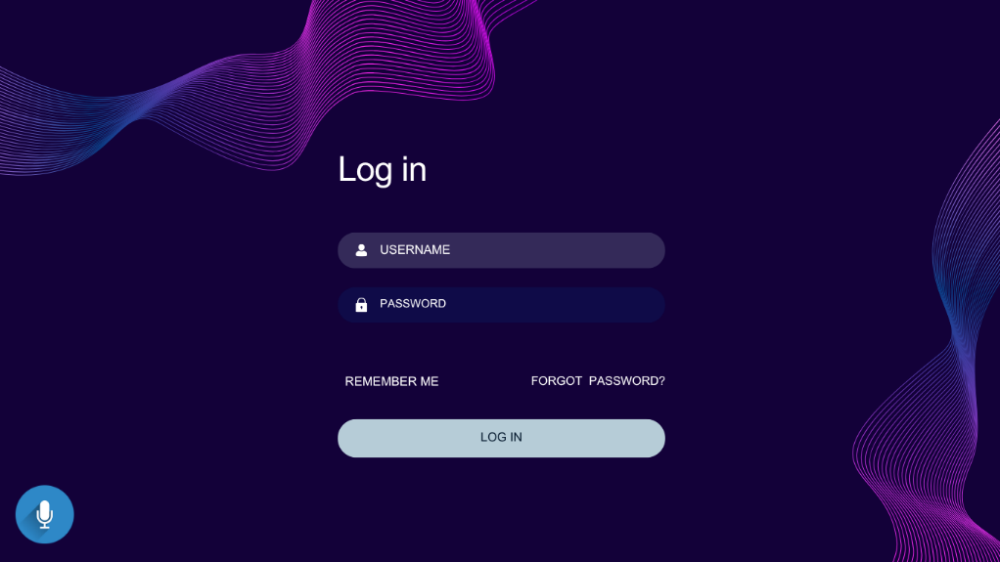 Log in
USERNAME
PASSWORD
REMEMBER ME
FORGOT PASSWORD?
LOG IN